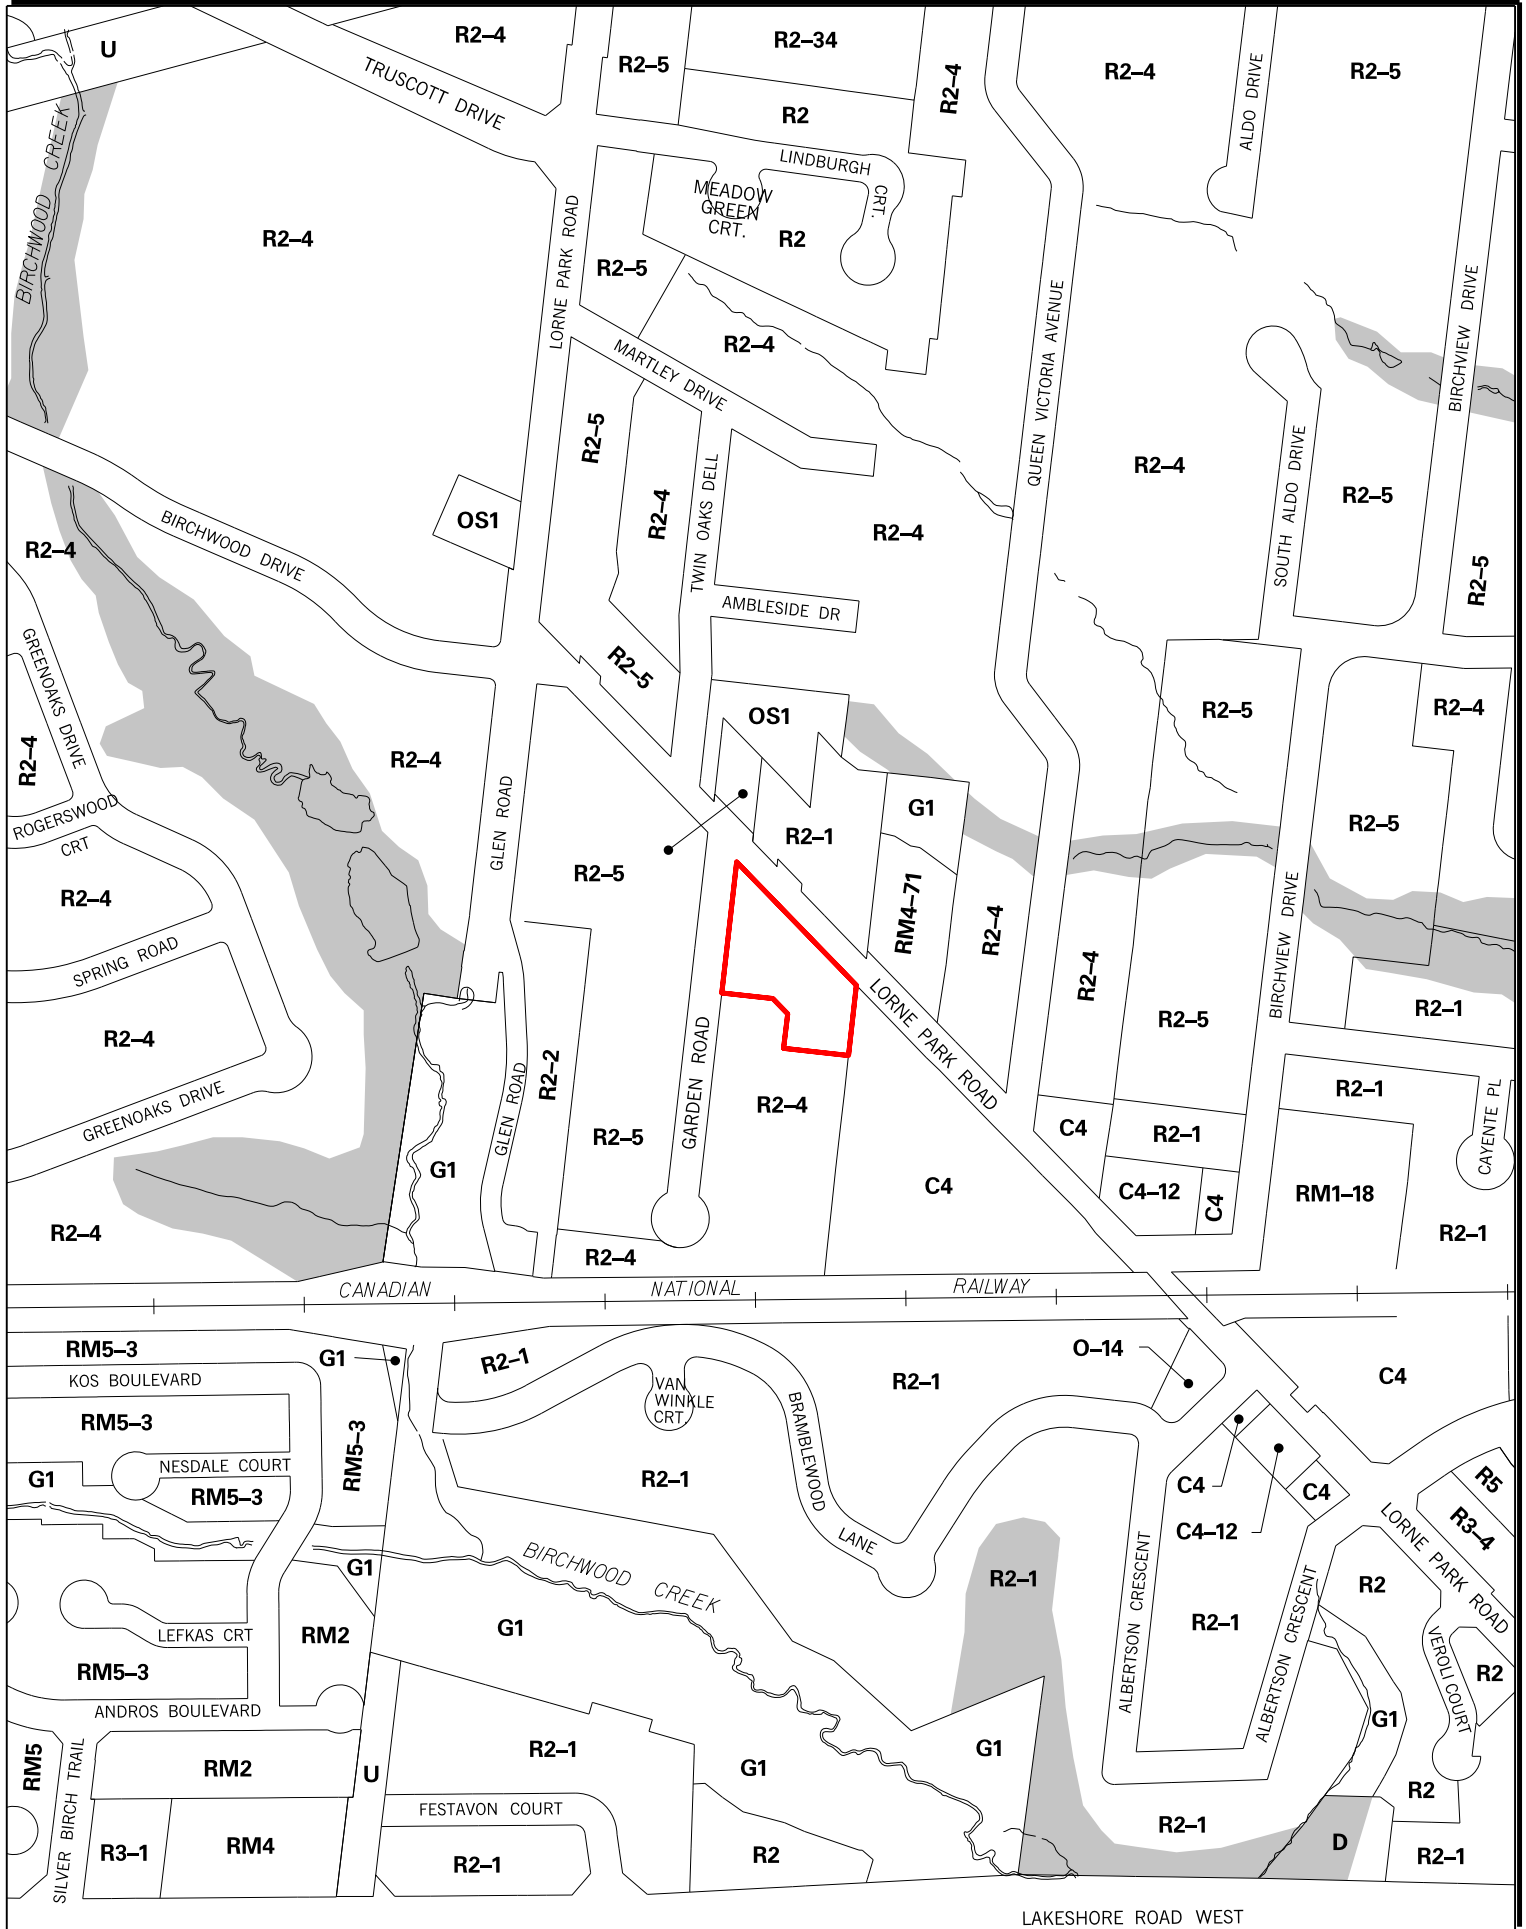 U
R2–4
R2–5
R2–34
R2–4
R2–4
ALDO DRIVE
R2–5
TRUSCOTT DRIVE
R2
BIRCHWOOD CREEK
LINDBURGH
CRT.
MEADOW
GREEN
CRT.
R2
R2–4
LORNE PARK ROAD
R2–5
R2–4
MARTLEY DRIVE
QUEEN VICTORIA AVENUE
BIRCHVIEW DRIVE
R2–5
R2–4
TWIN OAKS DELL
R2–4
R2–4
SOUTH ALDO DRIVE
R2–5
R2–5
OS1
BIRCHWOOD DRIVE
R2–4
AMBLESIDE DR
GREENOAKS DRIVE
R2–5
OS1
R2–5
R2–4
R2–4
R2–4
GLEN ROAD
G1
R2–1
R2–5
ROGERSWOOD
CRT
R2–5
R2–4
RM4–71
R2–4
BIRCHVIEW DRIVE
SPRING ROAD
R2–4
LORNE PARK ROAD
R2–5
R2–1
R2–4
R2–2
GARDEN ROAD
GLEN ROAD
GREENOAKS DRIVE
R2–4
R2–5
C4
R2–1
R2–1
CAYENTE PL
G1
C4
C4–12
C4
RM1–18
R2–1
R2–4
R2–4
CANADIAN NATIONAL RAILWAY
RM5–3
G1
R2–1
O–14
KOS BOULEVARD
R2–1
C4
VAN
WINKLE
CRT.
BRAMBLEWOOD
LANE
RM5–3
RM5–3
NESDALE COURT
G1
RM5–3
R2–1
C4
C4
R5
R3–4
C4–12
LORNE PARK ROAD
BIRCHWOOD CREEK
G1
R2–1
ALBERTSON CRESCENT
R2–1
ALBERTSON CRESCENT
R2
LEFKAS CRT
RM2
G1
VEROLI COURT
R2
RM5–3
ANDROS BOULEVARD
G1
RM5
SILVER BIRCH TRAIL
RM2
U
R2–1
G1
G1
R2
FESTAVON COURT
R2–1
D
R3–1
RM4
R2–1
R2
R2–1
LAKESHORE ROAD WEST